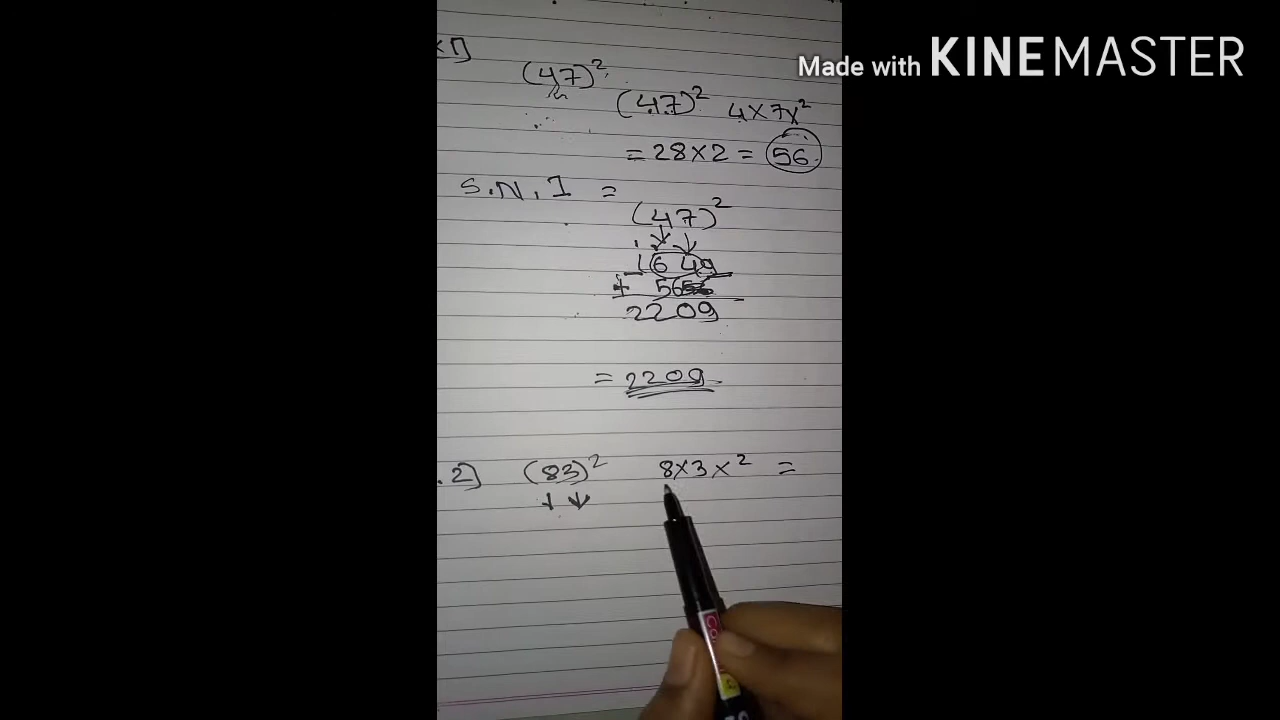 Made with KINEMASTER
(47)²
(47)² 4×7×2
= 28×2 = 56
S.N. 1 =
(47)²
1649
+ 56
2209
= 2209
. 2] (83)² 8×3×2 =